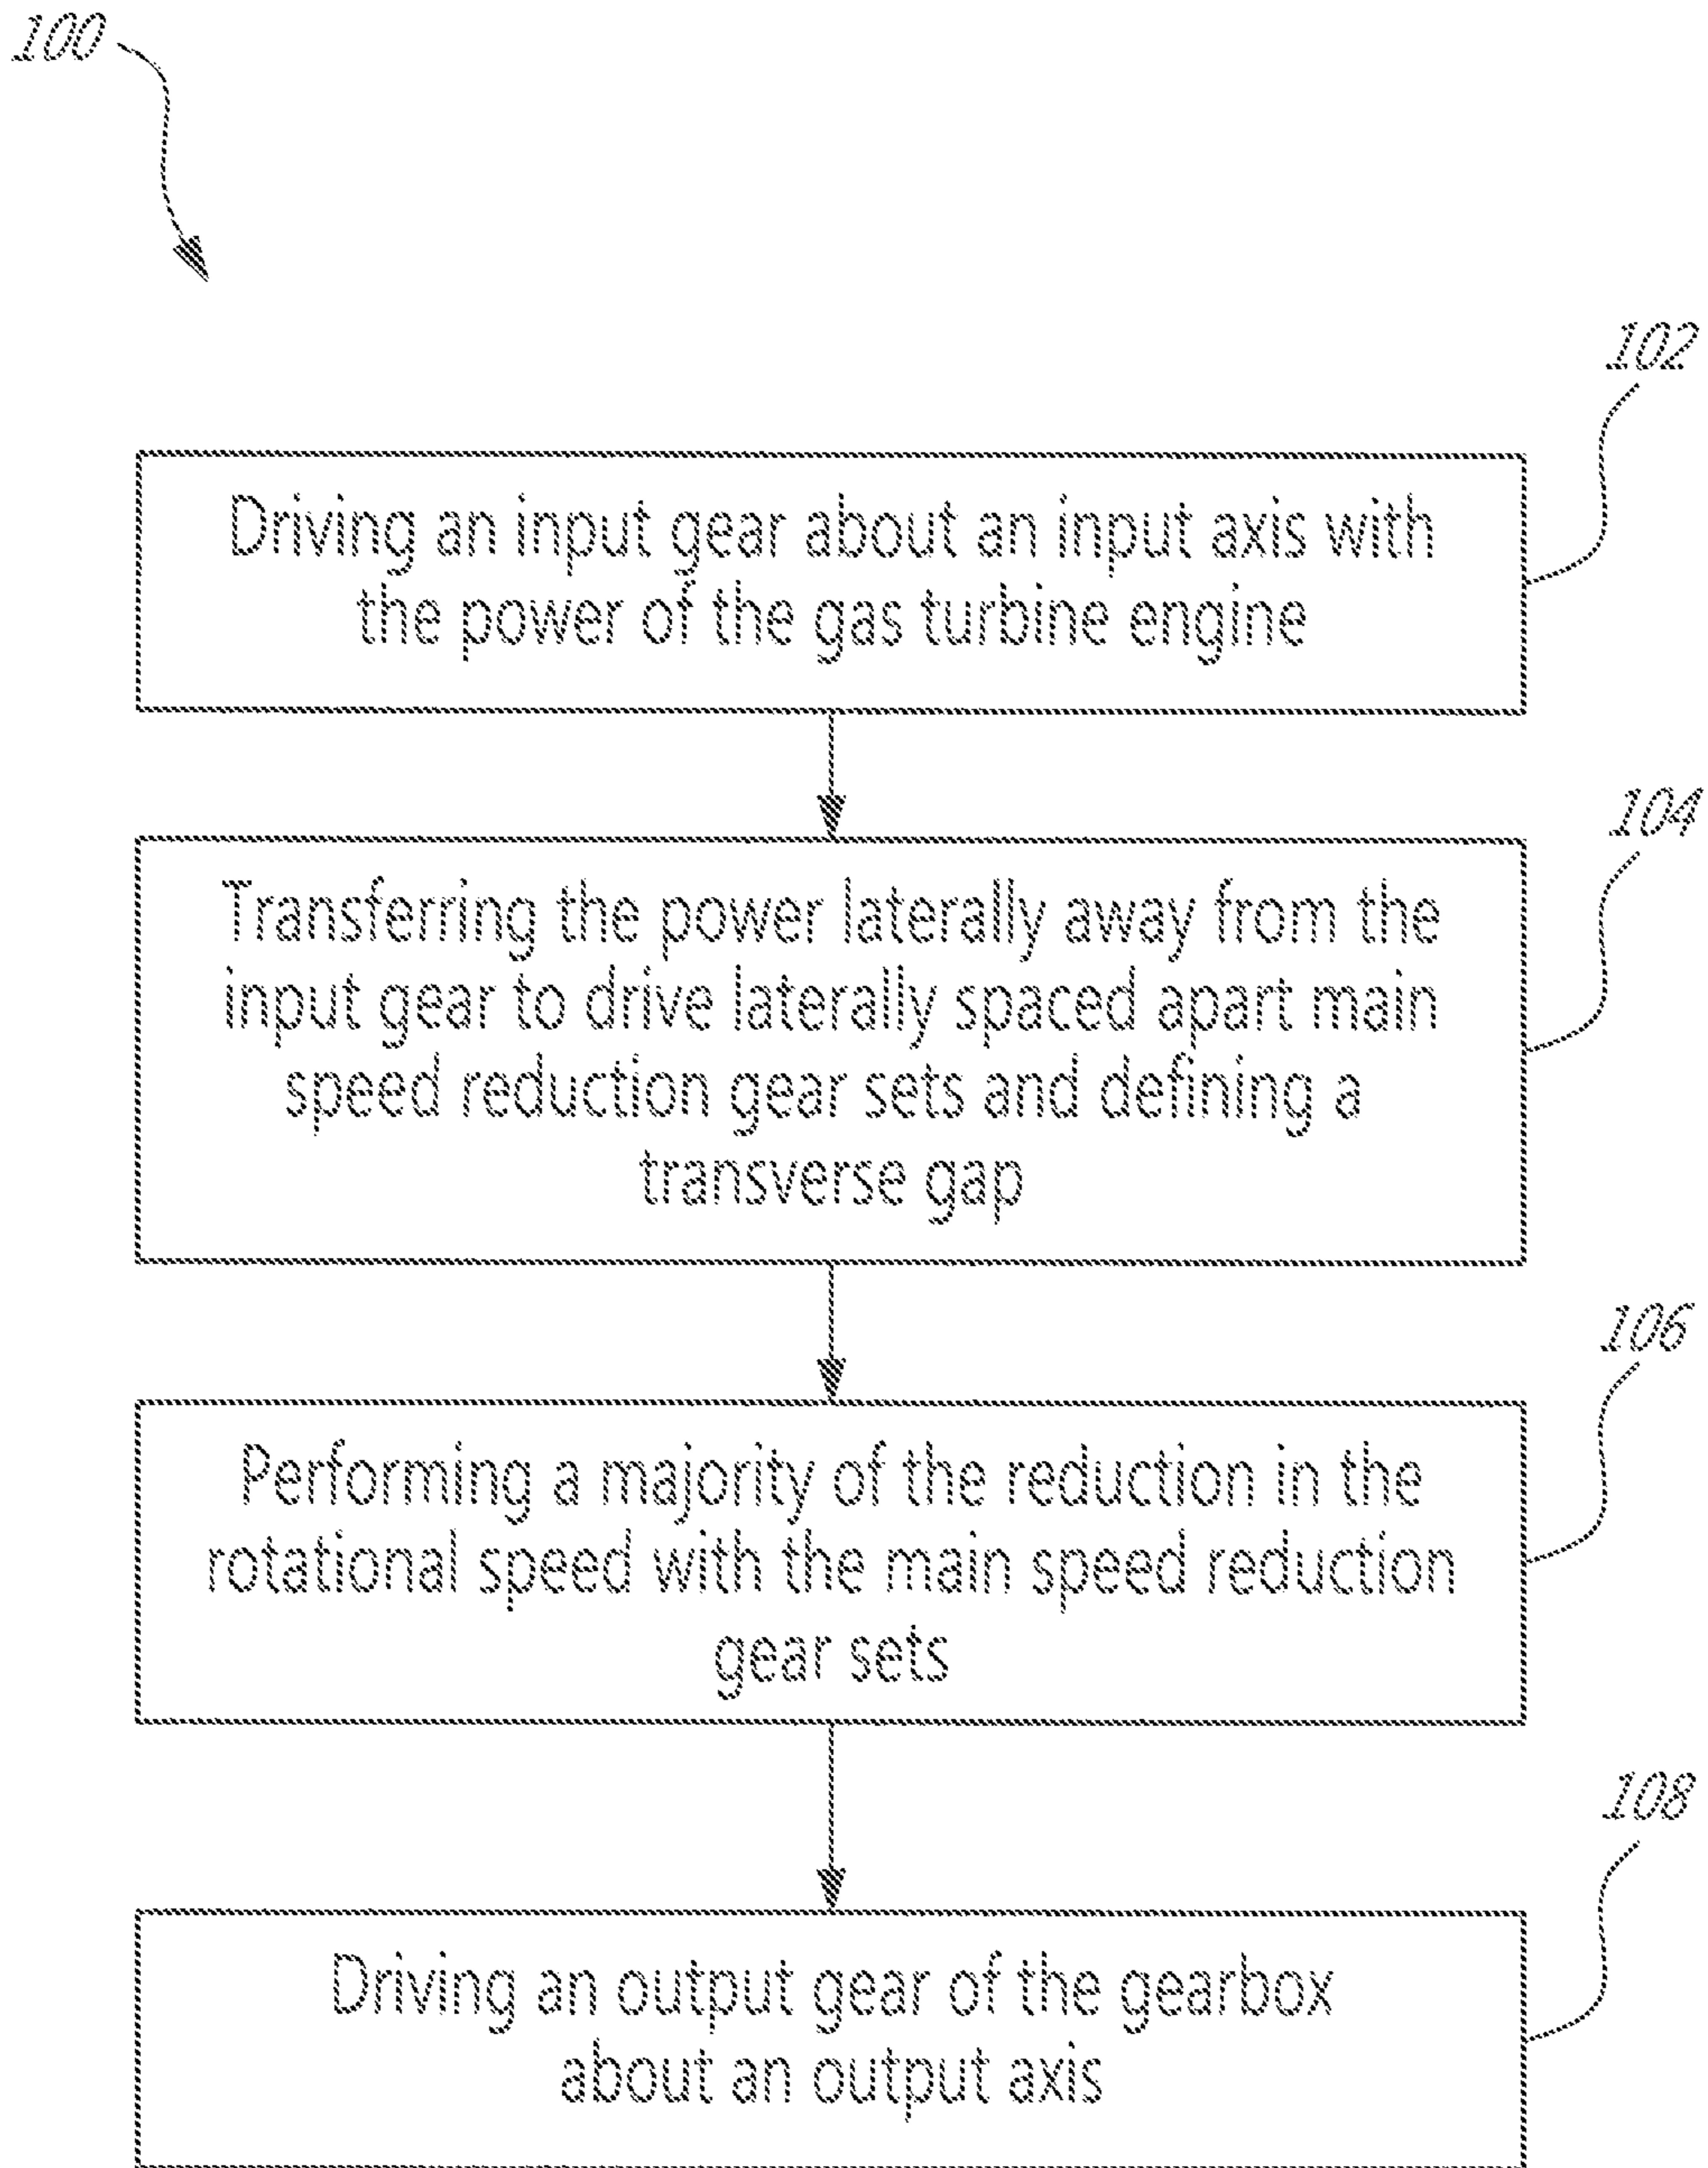 100
102
Driving an input gear about an input axis with
the power of the gas turbine engine
104
Transferring the power laterally away from the
input gear to drive laterally spaced apart main
speed reduction gear sets and defining a
transverse gap
106
Performing a majority of the reduction in the
rotational speed with the main speed reduction
gear sets
108
Driving an output gear of the gearbox
about an output axis